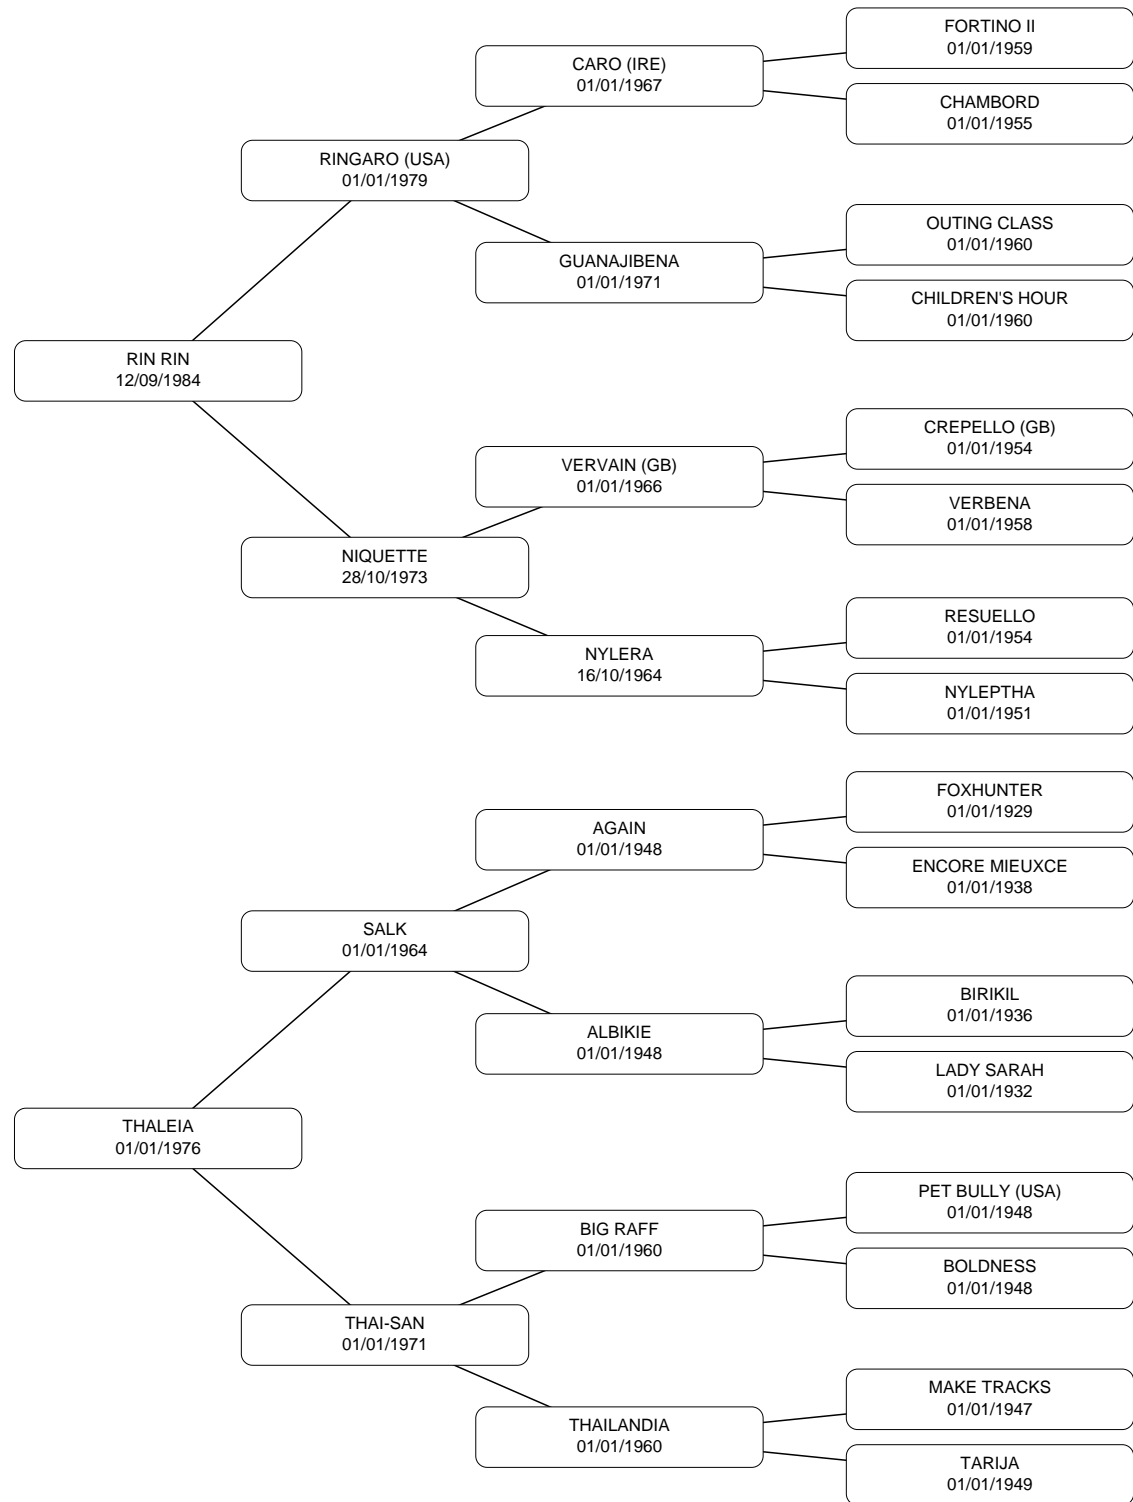 FORTINO II
01/01/1959
CARO (IRE)
01/01/1967
CHAMBORD
01/01/1955
RINGARO (USA)
01/01/1979
OUTING CLASS
01/01/1960
GUANAJIBENA
01/01/1971
CHILDREN'S HOUR
01/01/1960
RIN RIN
12/09/1984
CREPELLO (GB)
01/01/1954
VERVAIN (GB)
01/01/1966
VERBENA
01/01/1958
NIQUETTE
28/10/1973
RESUELLO
01/01/1954
NYLERA
16/10/1964
NYLEPTHA
01/01/1951
FOXHUNTER
01/01/1929
AGAIN
01/01/1948
ENCORE MIEUXCE
01/01/1938
SALK
01/01/1964
BIRIKIL
01/01/1936
ALBIKIE
01/01/1948
LADY SARAH
01/01/1932
THALEIA
01/01/1976
PET BULLY (USA)
01/01/1948
BIG RAFF
01/01/1960
BOLDNESS
01/01/1948
THAI-SAN
01/01/1971
MAKE TRACKS
01/01/1947
THAILANDIA
01/01/1960
TARIJA
01/01/1949